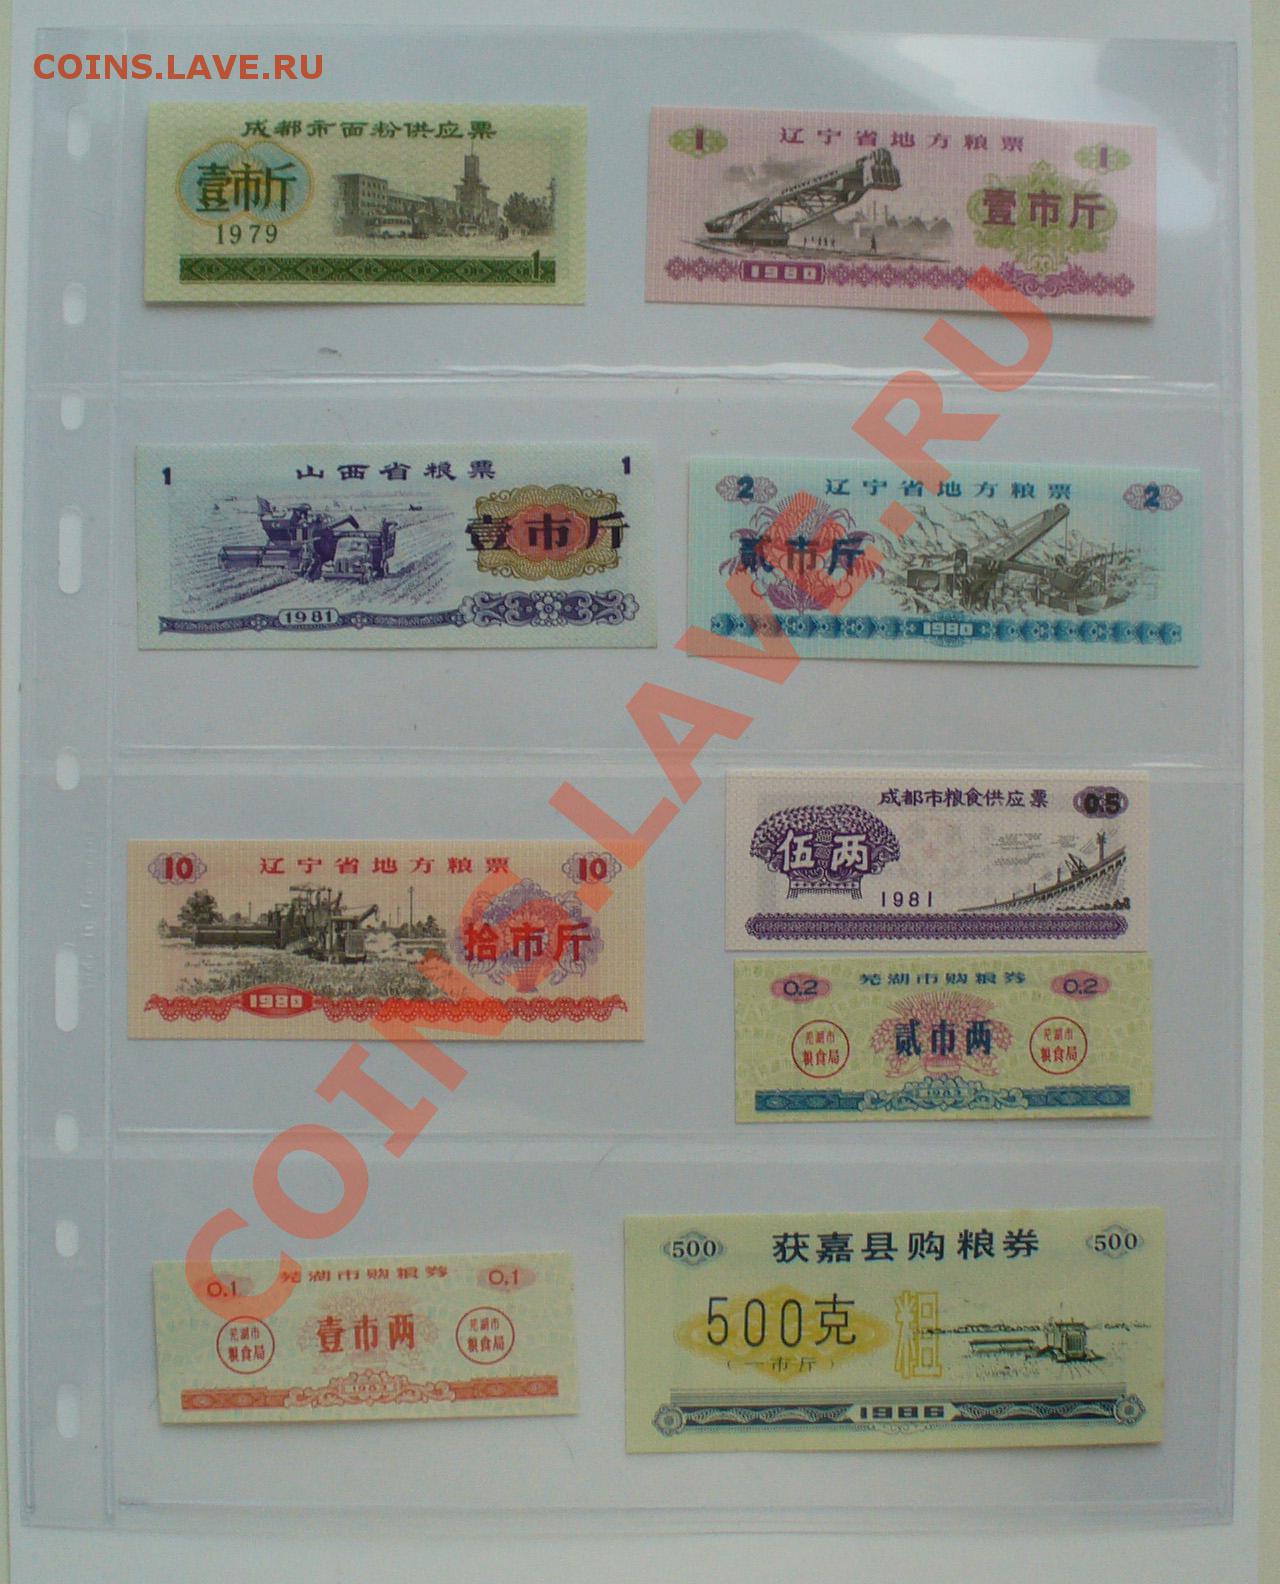 COINS.LAVE.RU
成都市面粉供应票
壹市斤
1979
1
1
辽宁省地方粮票
1
壹市斤
1980
1
山西省粮票
1
壹市斤
1981
2
辽宁省地方粮票
2
贰市斤
1980
10
辽宁省地方粮票
10
拾市斤
1980
成都市粮食供应票
0.5
伍两
1981
0.2
芜湖市购粮券
0.2
芜湖市
粮食局
贰市两
芜湖市
粮食局
1983
0.1
芜湖市购粮券
0.1
芜湖市
粮食局
壹市两
芜湖市
粮食局
1983
500
获嘉县购粮券
500
500克
(一市斤)
粗
1986
COINS.LAVE.RU